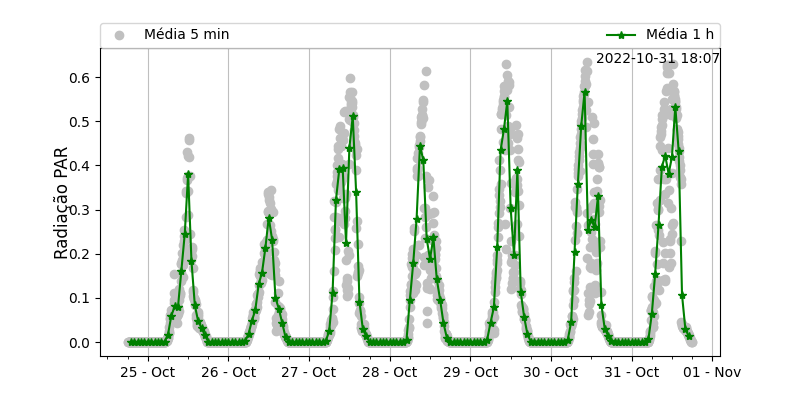 Média 5 min
Média 1 h
2022-10-31 18:07
Radiação PAR
0.6
0.5
0.4
0.3
0.2
0.1
0.0
25 - Oct
26 - Oct
27 - Oct
28 - Oct
29 - Oct
30 - Oct
31 - Oct
01 - Nov